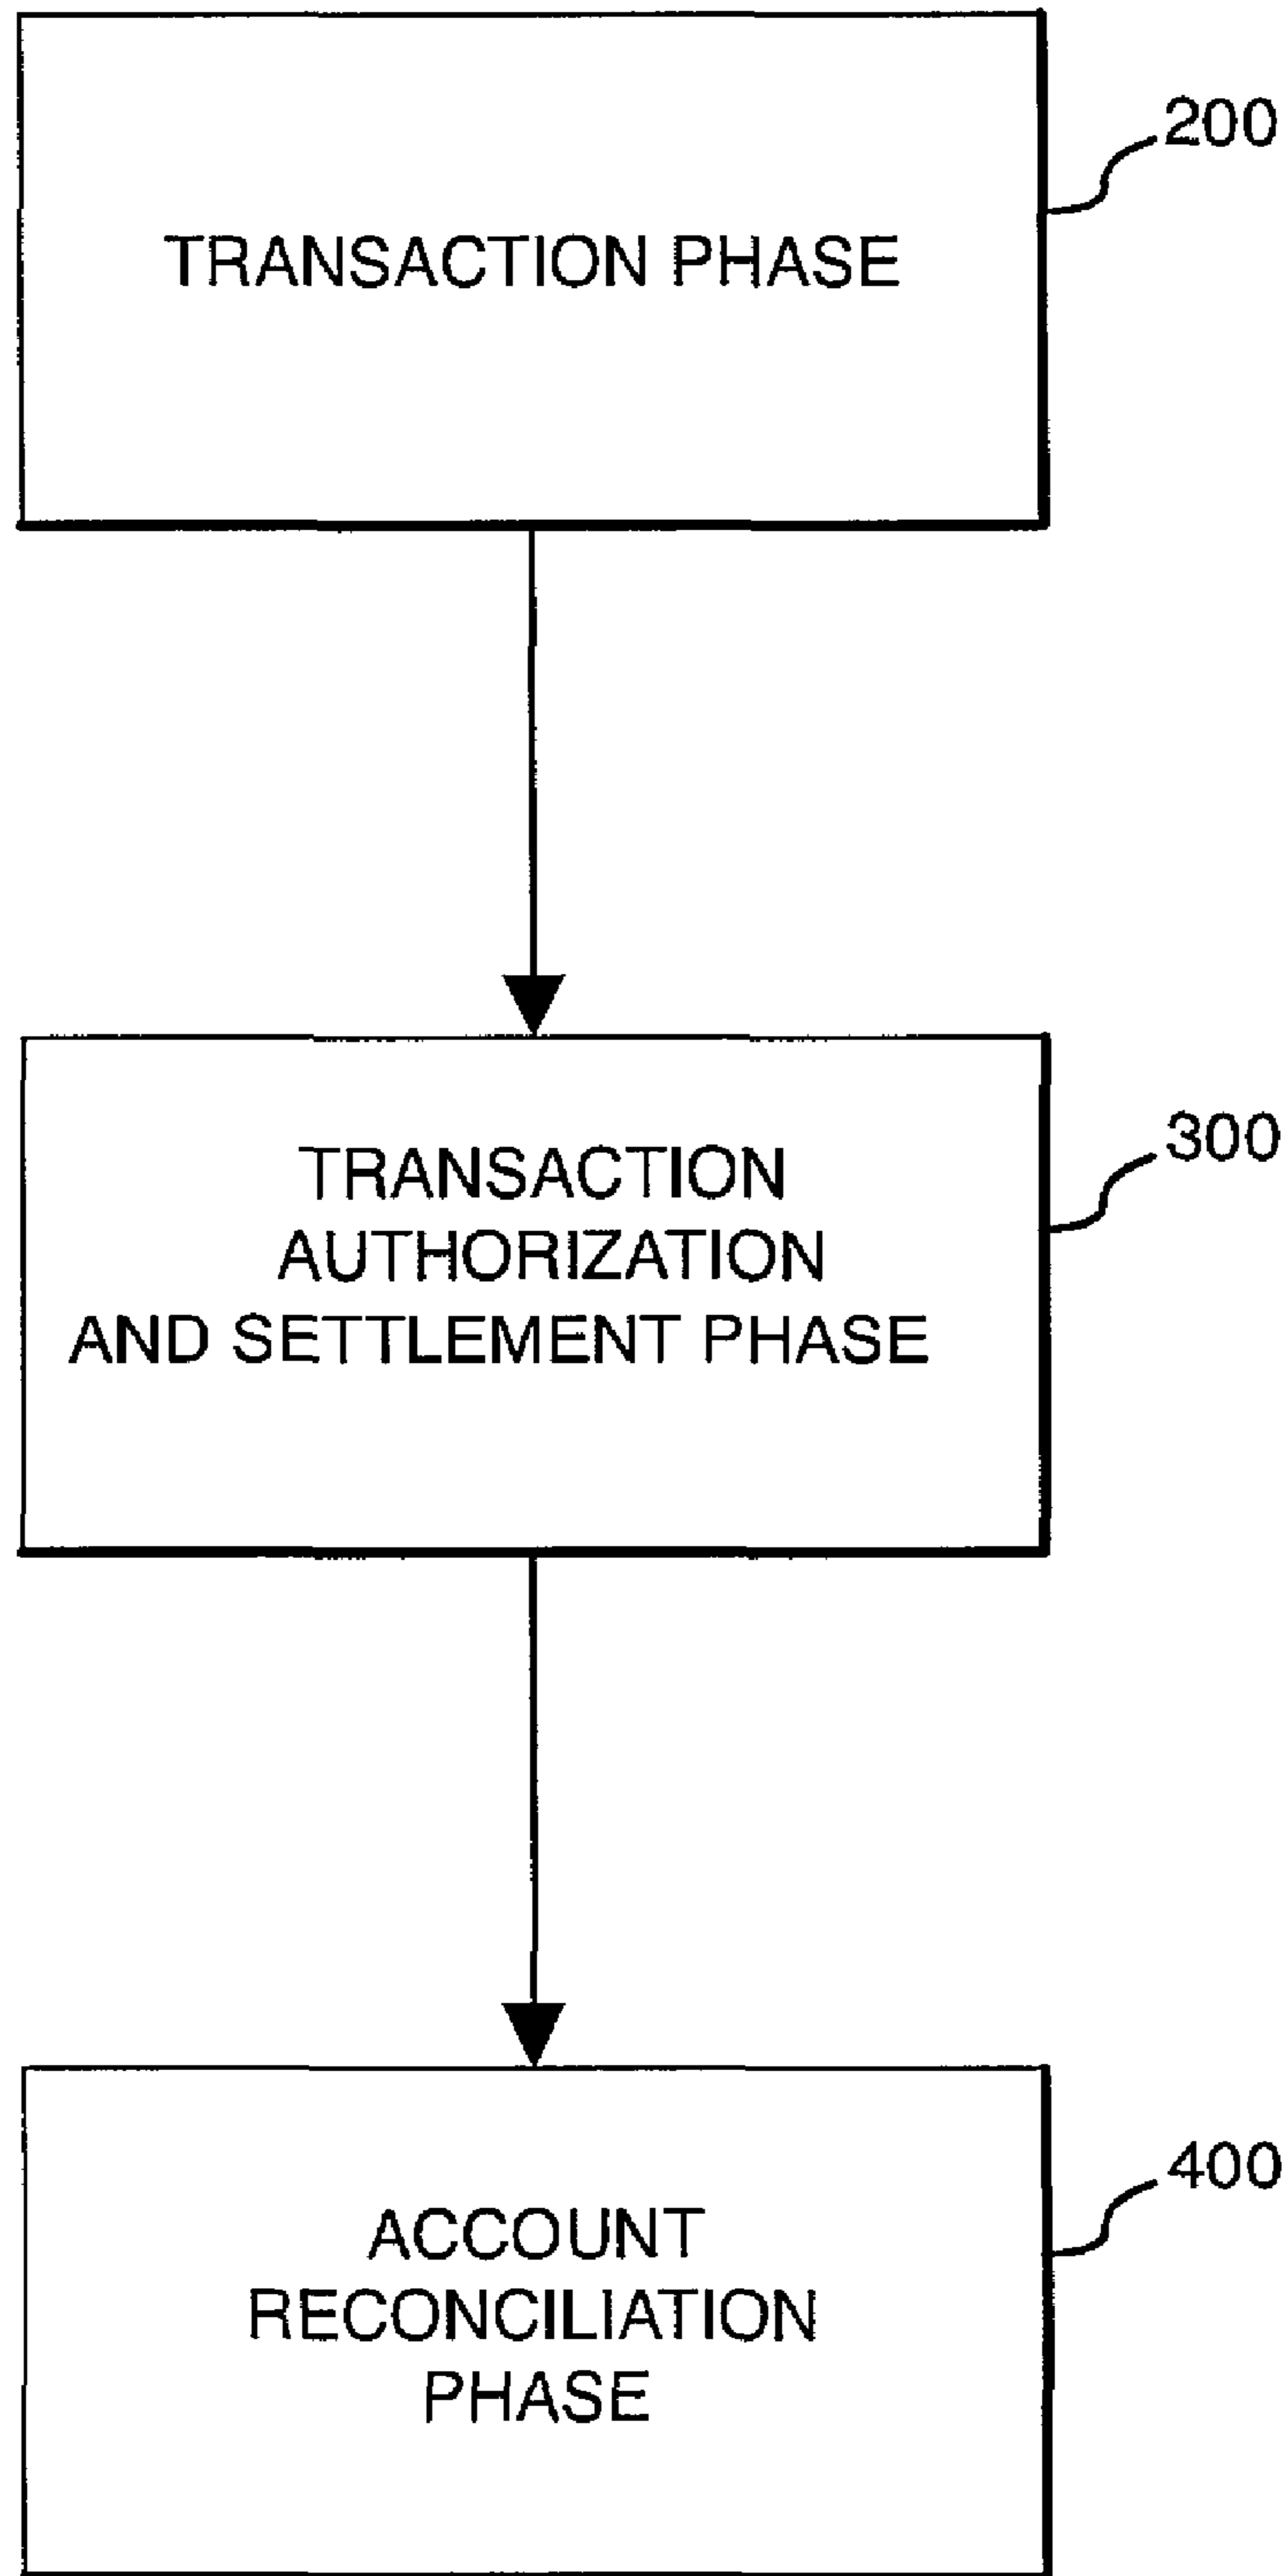 200
TRANSACTION PHASE
300
TRANSACTION
AUTHORIZATION
AND SETTLEMENT PHASE
400
ACCOUNT
RECONCILIATION
PHASE